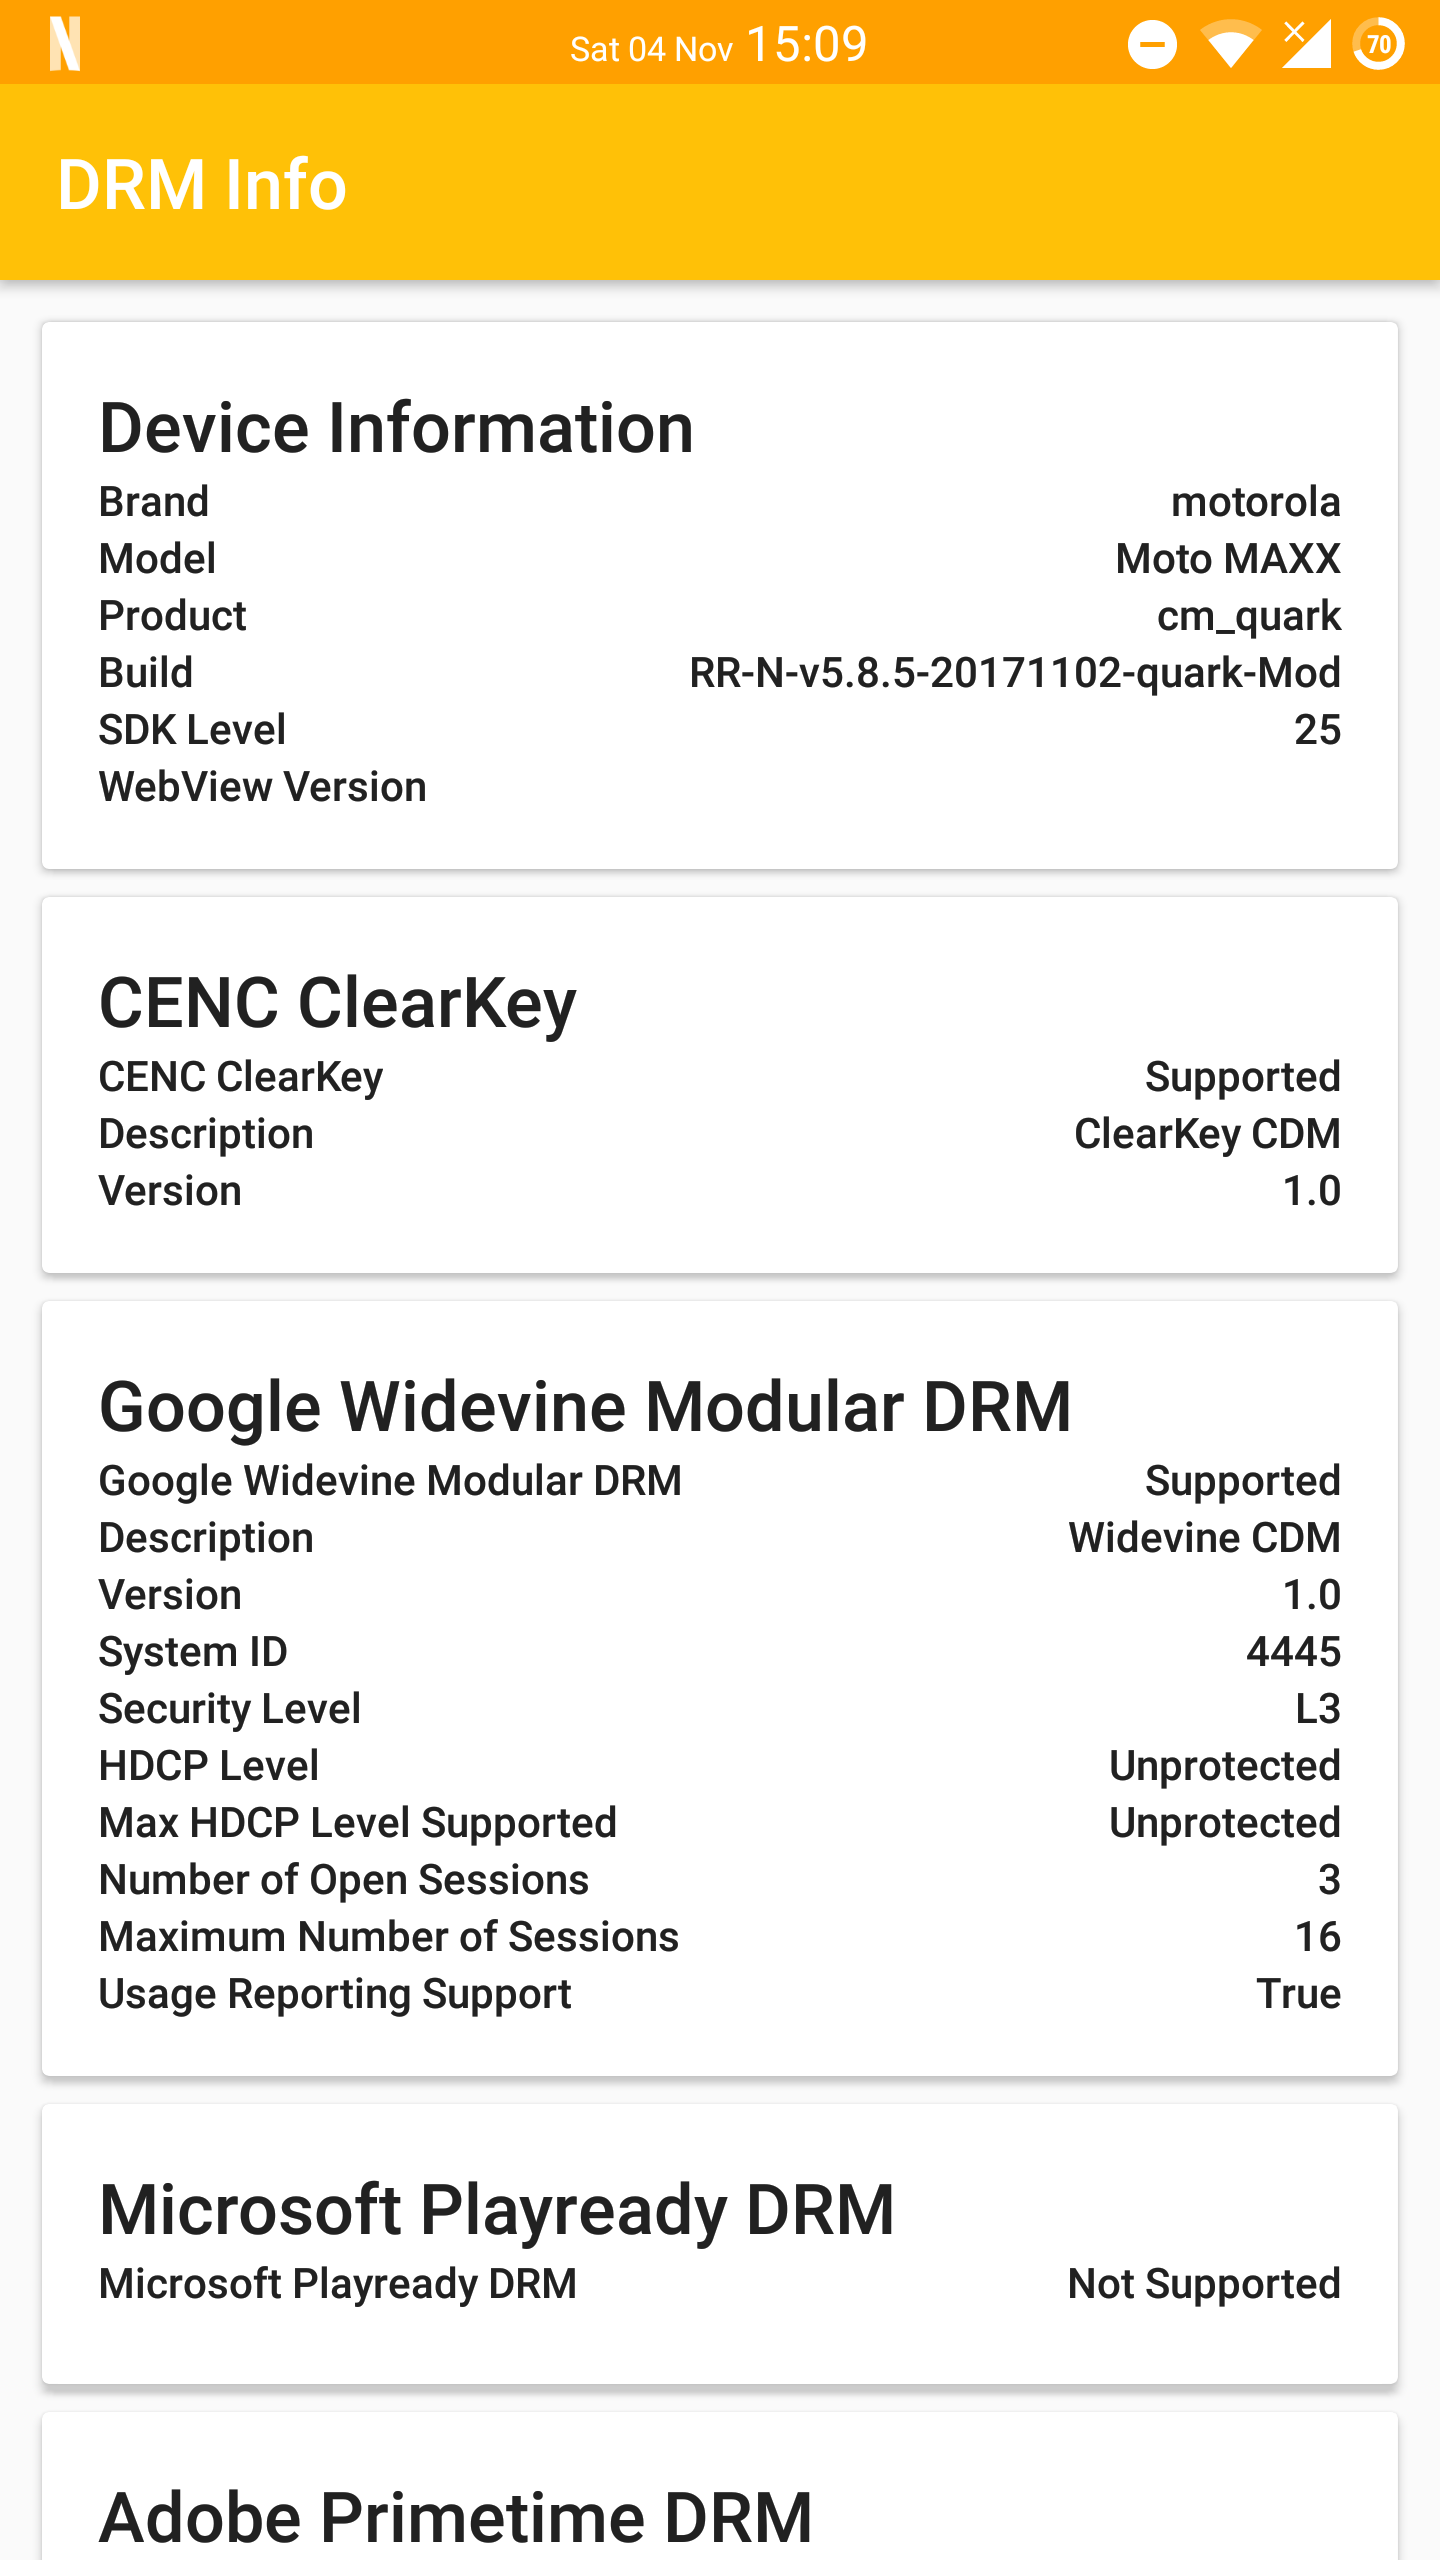 N
Sat 04 Nov 15:09
70
DRM Info
Device Information
Brand motorola
Model Moto MAXX
Product cm_quark
Build RR-N-v5.8.5-20171102-quark-Mod
SDK Level 25
WebView Version
CENC ClearKey
CENC ClearKey Supported
Description ClearKey CDM
Version 1.0
Google Widevine Modular DRM
Google Widevine Modular DRM Supported
Description Widevine CDM
Version 1.0
System ID 4445
Security Level L3
HDCP Level Unprotected
Max HDCP Level Supported Unprotected
Number of Open Sessions 3
Maximum Number of Sessions 16
Usage Reporting Support True
Microsoft Playready DRM
Microsoft Playready DRM Not Supported
Adobe Primetime DRM